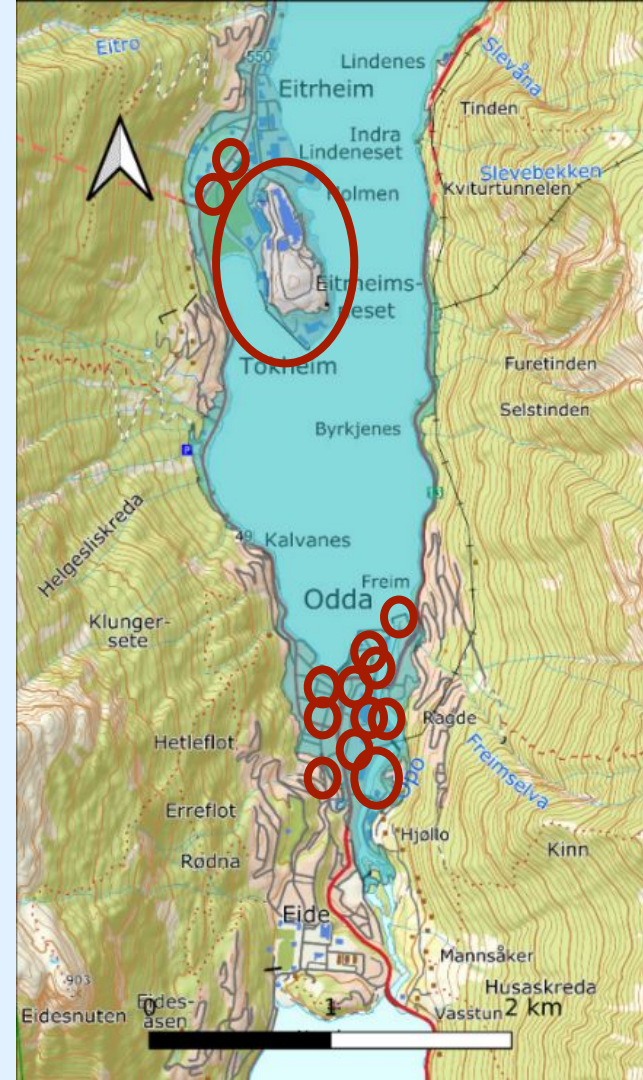 Eitro
550
Lindenes
Slevåna
Eitrheim
Tinden
Indra
Lindeneset
Slevebekken
Holmen
Kviturtunnelen
Eitrheims-
neset
Tokheim
Furetinden
Selstinden
Byrkjenes
P
13
49
Kalvanes
Helgesliskreda
Freim
Odda
Klunger-
sete
Ragde
Hetleflot
Freimselva
Erreflot
Hjøllo
Kinn
Rødna
Eide
Mannsåker
903
Husaskreda
Eidesnuten
Eides-
åsen
Vasstun
0 1 2 km